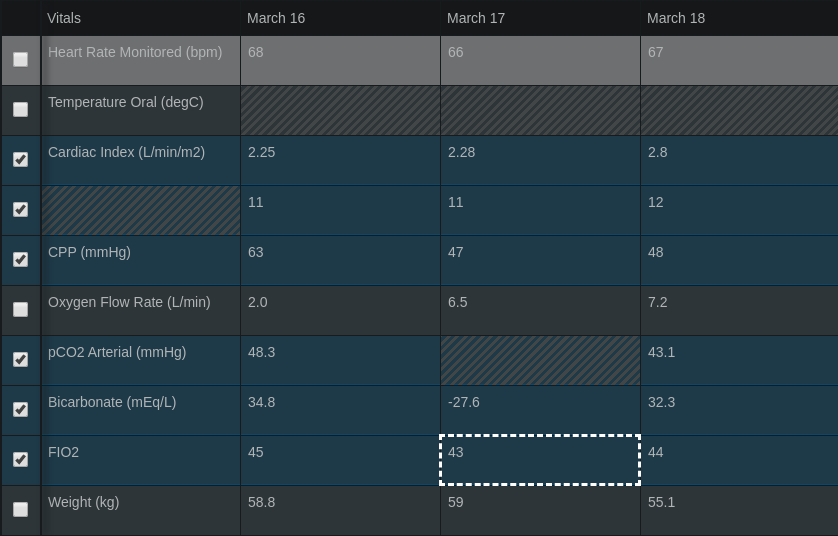 Vitals March 16 March 17 March 18
Heart Rate Monitored (bpm) 68 66 67
Temperature Oral (degC)
Cardiac Index (L/min/m2) 2.25 2.28 2.8
11 11 12
CPP (mmHg) 63 47 48
Oxygen Flow Rate (L/min) 2.0 6.5 7.2
pCO2 Arterial (mmHg) 48.3 43.1
Bicarbonate (mEq/L) 34.8 -27.6 32.3
FIO2 45 43 44
Weight (kg) 58.8 59 55.1